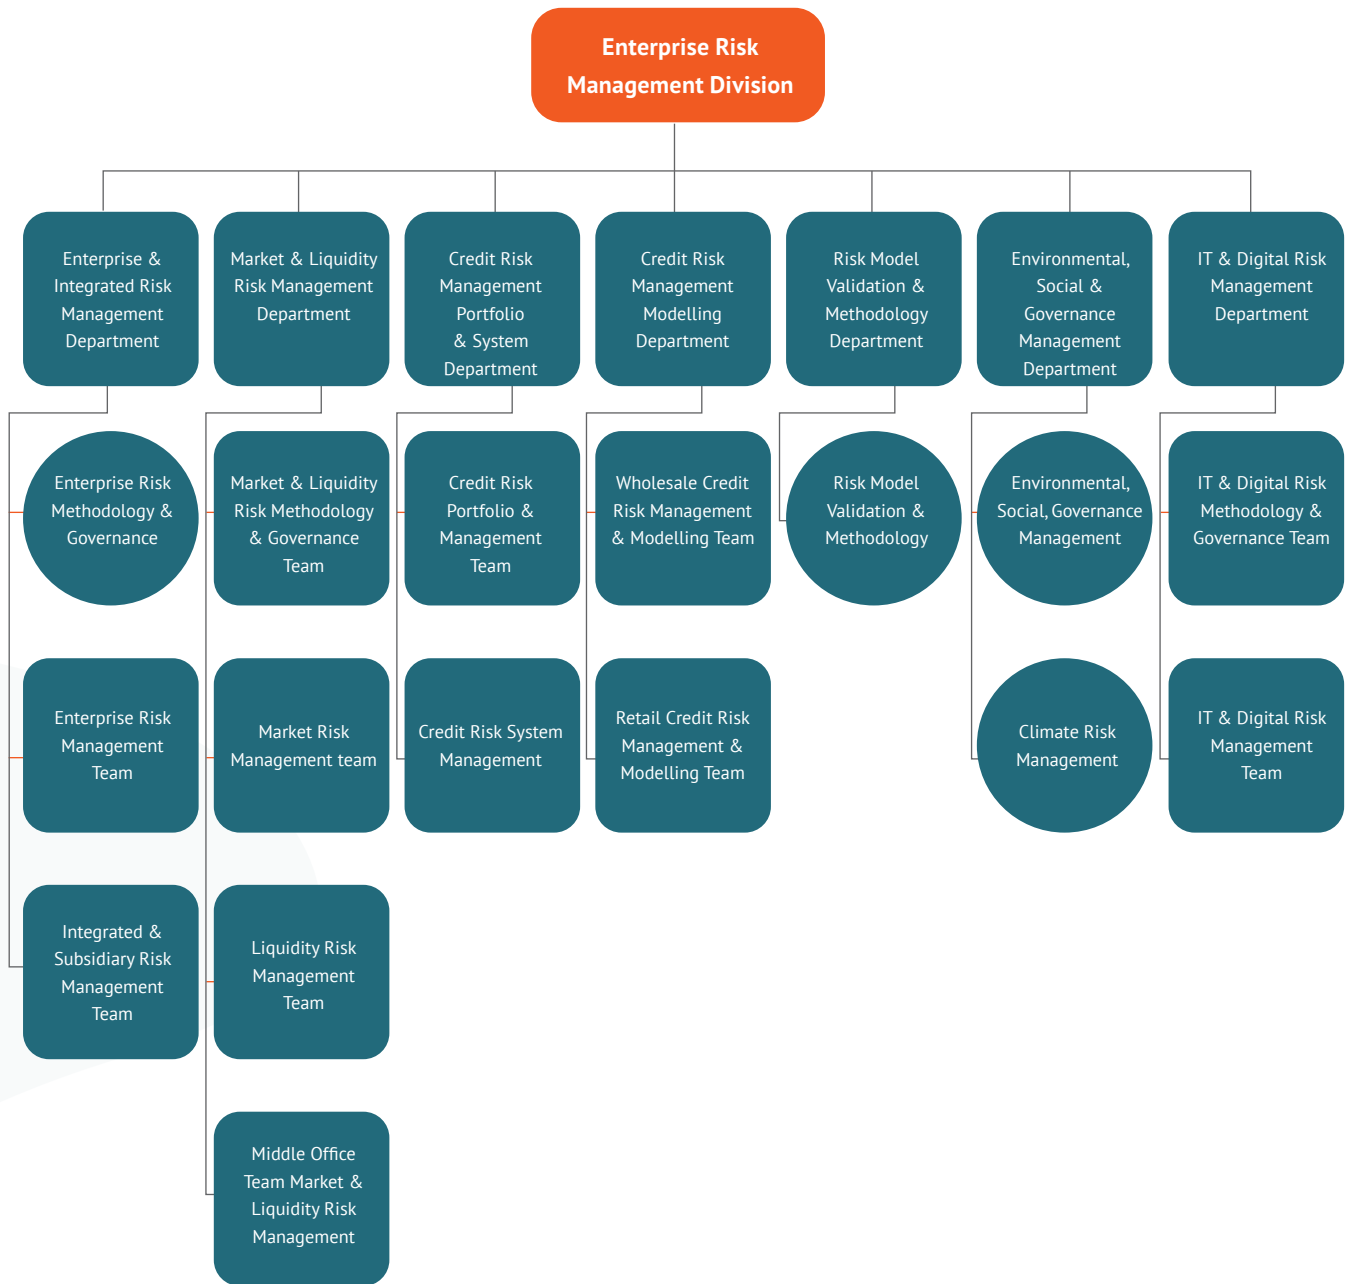 Enterprise Risk
Management Division
Enterprise &
Integrated Risk
Management
Department
Market & Liquidity
Risk Management
Department
Credit Risk
Management
Portfolio
& System
Department
Credit Risk
Management
Modelling
Department
Risk Model
Validation &
Methodology
Department
Environmental,
Social &
Governance
Management
Department
IT & Digital Risk
Management
Department
Enterprise Risk
Methodology &
Governance
Market & Liquidity
Risk Methodology
& Governance
Team
Credit Risk
Portfolio &
Management
Team
Wholesale Credit
Risk Management
& Modelling Team
Risk Model
Validation &
Methodology
Environmental,
Social, Governance
Management
IT & Digital Risk
Methodology &
Governance Team
Enterprise Risk
Management
Team
Market Risk
Management team
Credit Risk System
Management
Retail Credit Risk
Management &
Modelling Team
Climate Risk
Management
IT & Digital Risk
Management
Team
Integrated &
Subsidiary Risk
Management
Team
Liquidity Risk
Management
Team
Middle Office
Team Market &
Liquidity Risk
Management